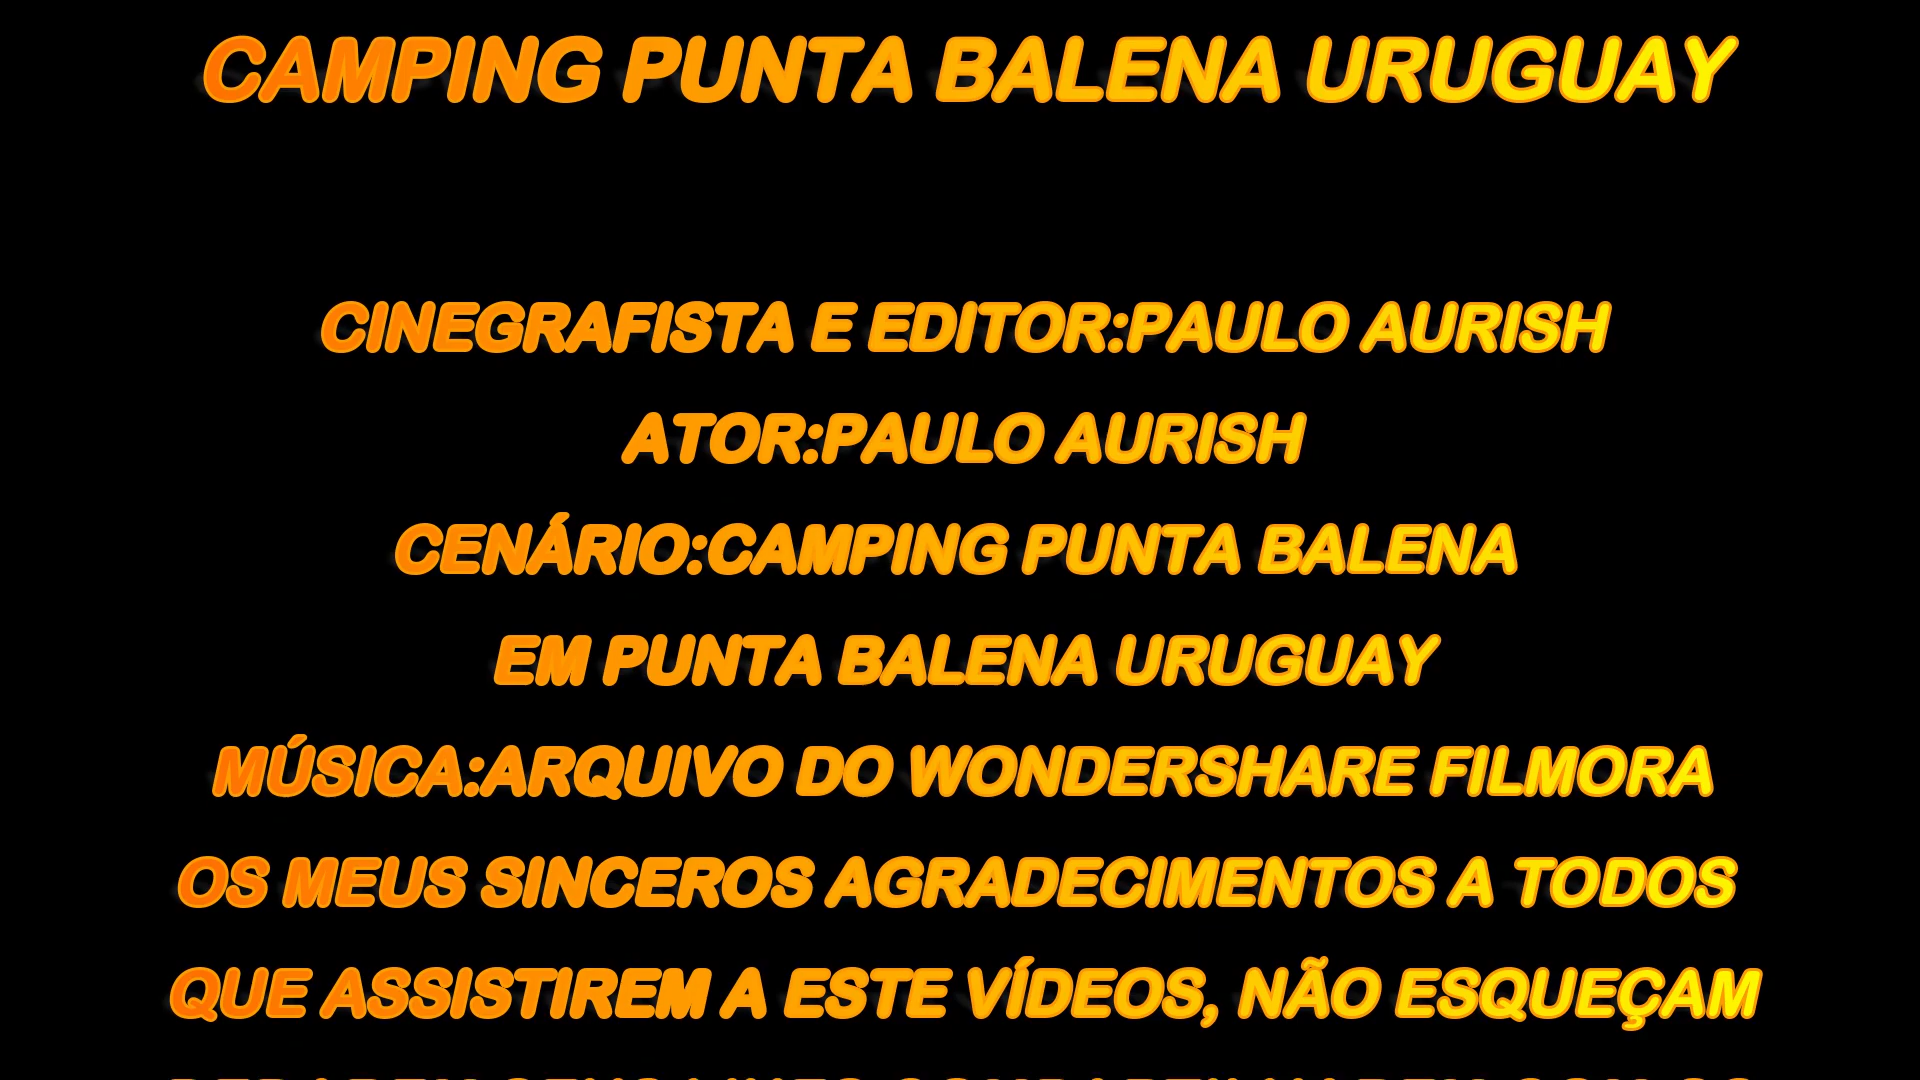 CAMPING PUNTA BALENA URUGUAY
CINEGRAFISTA E EDITOR:PAULO AURISH
ATOR:PAULO AURISH
CENÁRIO:CAMPING PUNTA BALENA
EM PUNTA BALENA URUGUAY
MÚSICA:ARQUIVO DO WONDERSHARE FILMORA
OS MEUS SINCEROS AGRADECIMENTOS A TODOS
QUE ASSISTIREM A ESTE VÍDEOS, NÃO ESQUEÇAM